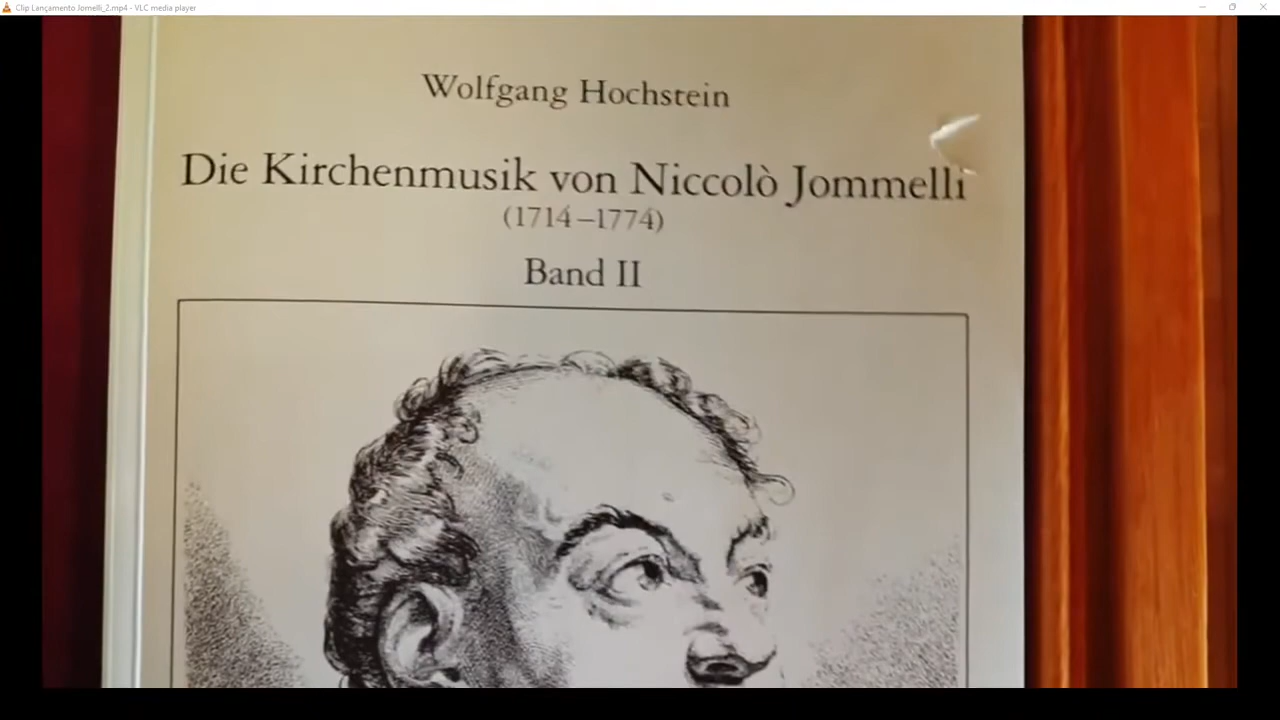 Clip Lançamento Jomelli_2.mp4 - VLC media player
Wolfgang Hochstein
Die Kirchenmusik von Niccolò Jommelli
(1714–1774)
Band II